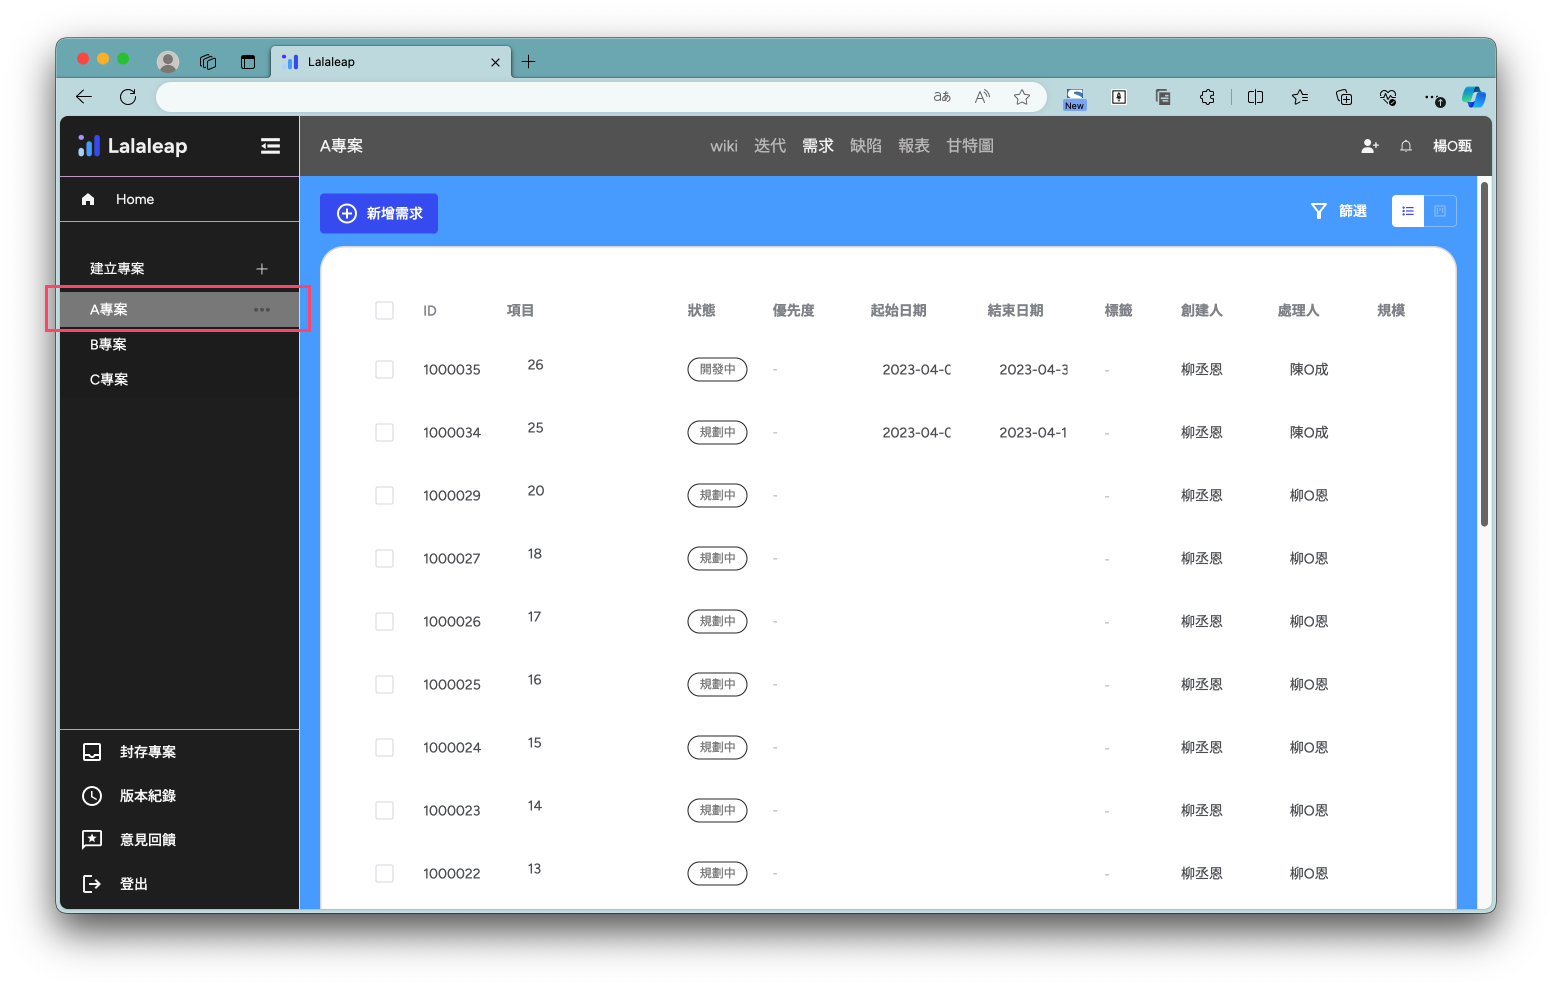 Lalaleap
aあ
New
Lalaleap
A專案
wiki 迭代 需求 缺陷 報表 甘特圖
楊O甄
Home
新增需求
篩選
建立專案
A專案
B專案
C專案
ID 項目 狀態 優先度 起始日期 結束日期 標籤 創建人 處理人 規模
1000035 26 開發中 - 2023-04-0 2023-04-3 - 柳丞恩 陳O成
1000034 25 規劃中 - 2023-04-0 2023-04-1 - 柳丞恩 陳O成
1000029 20 規劃中 - - 柳丞恩 柳O恩
1000027 18 規劃中 - - 柳丞恩 柳O恩
1000026 17 規劃中 - - 柳丞恩 柳O恩
1000025 16 規劃中 - - 柳丞恩 柳O恩
1000024 15 規劃中 - - 柳丞恩 柳O恩
1000023 14 規劃中 - - 柳丞恩 柳O恩
1000022 13 規劃中 - - 柳丞恩 柳O恩
封存專案
版本紀錄
意見回饋
登出